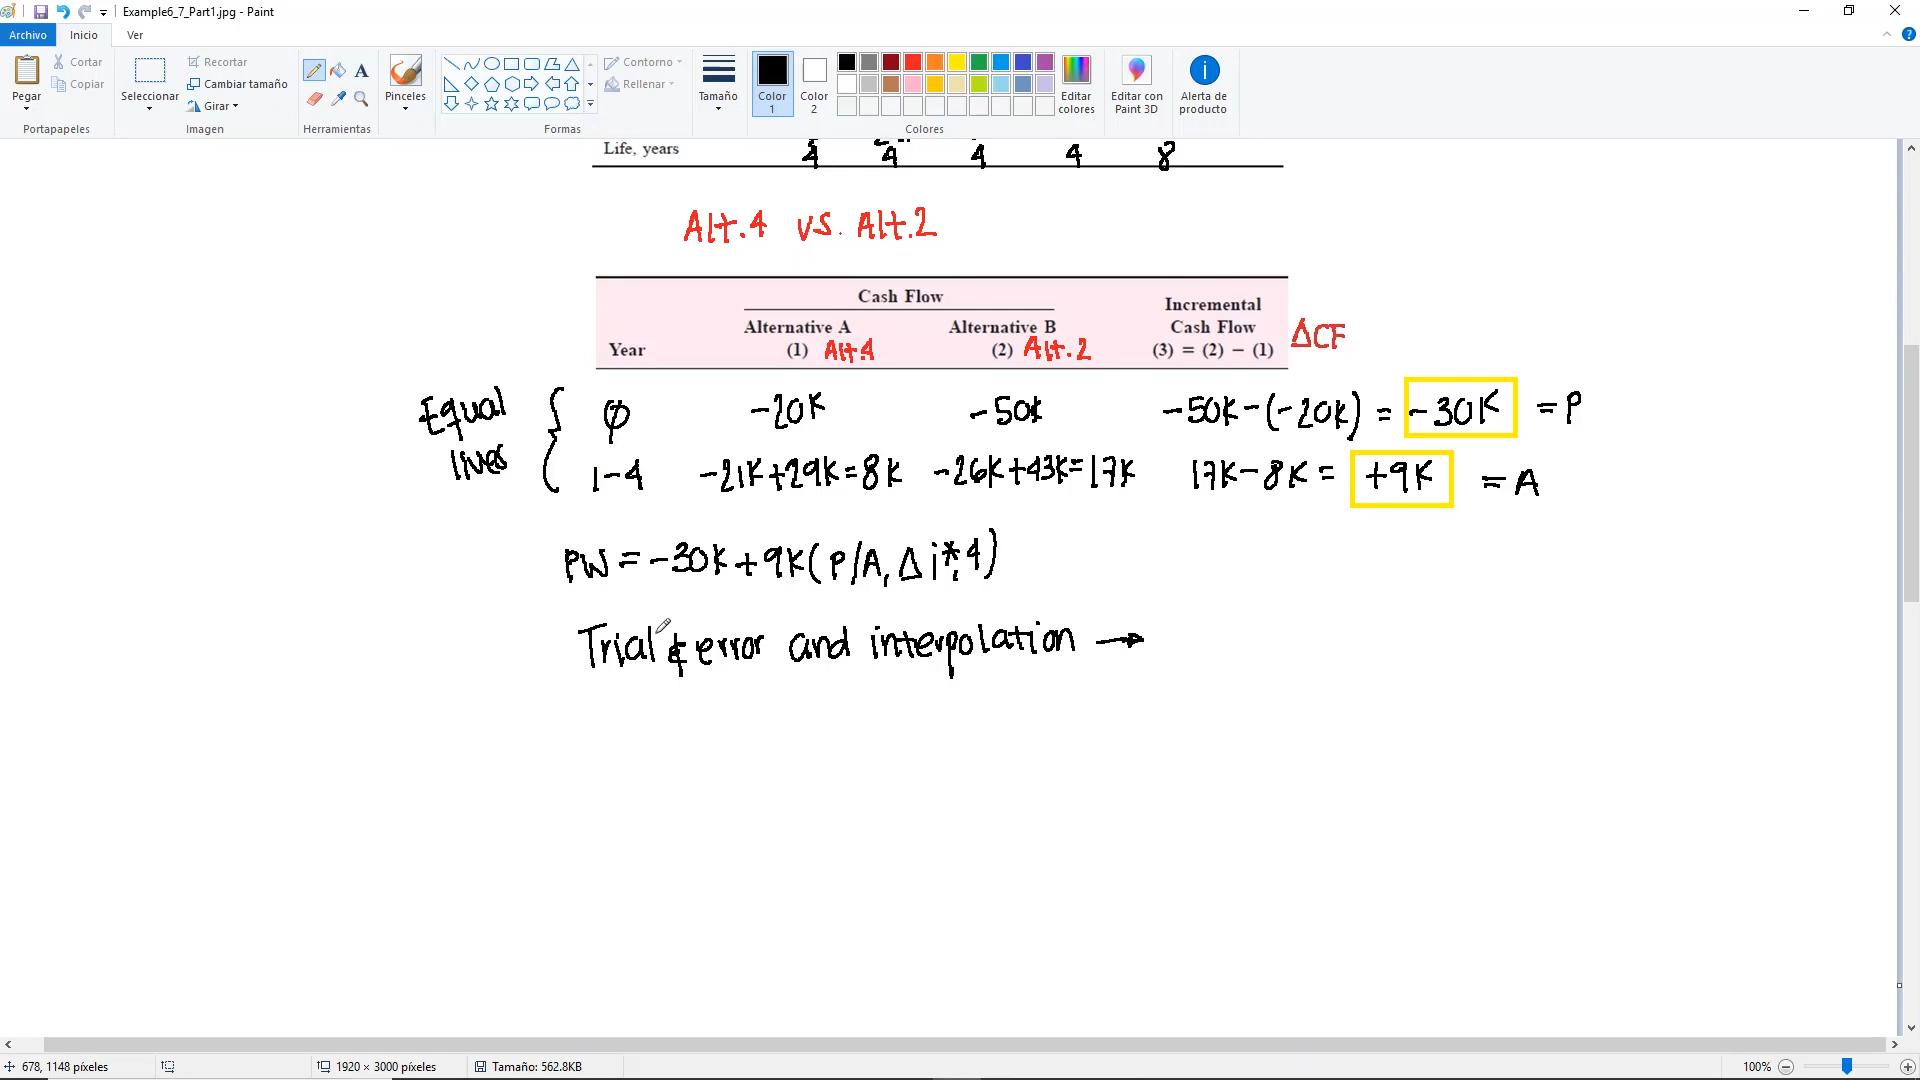 Example6_7_Part1.jpg - Paint
Archivo Inicio Ver
Pegar
Cortar
Copiar
Portapapeles
Seleccionar
Recortar
Cambiar tamaño
Girar
Imagen
Herramientas
Pinceles
Contorno
Rellenar
Formas
Tamaño
Color 1
Color 2
Colores
Editar colores
Editar con Paint 3D
Alerta de producto
Life, years 4 4 4 4 8
Alt.4 vs. Alt.2
Cash Flow
Incremental
Alternative A Alternative B Cash Flow
Year (1) Alt.4 (2) Alt.2 (3) = (2) − (1) ΔCF
Equal lives
0 -20K -50K -50K-(-20K) = -30K = P
1-4 -21K+29K=8K -26K+43K=17K 17K-8K = +9K = A
PW = -30K+9K(P/A, Δi*,4)
Trial & error and interpolation →
678, 1148 píxeles 1920 × 3000 píxeles Tamaño: 562.8KB 100%